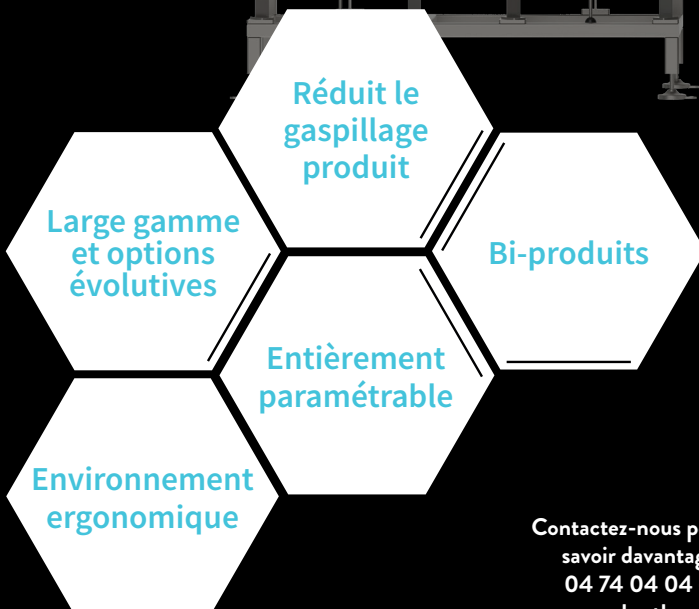 Réduit le
gaspillage
produit
Large gamme
et options
évolutives
Bi-produits
Entièrement
paramétrable
Environnement
ergonomique
Contactez-nous
savoir
04 74 04 04